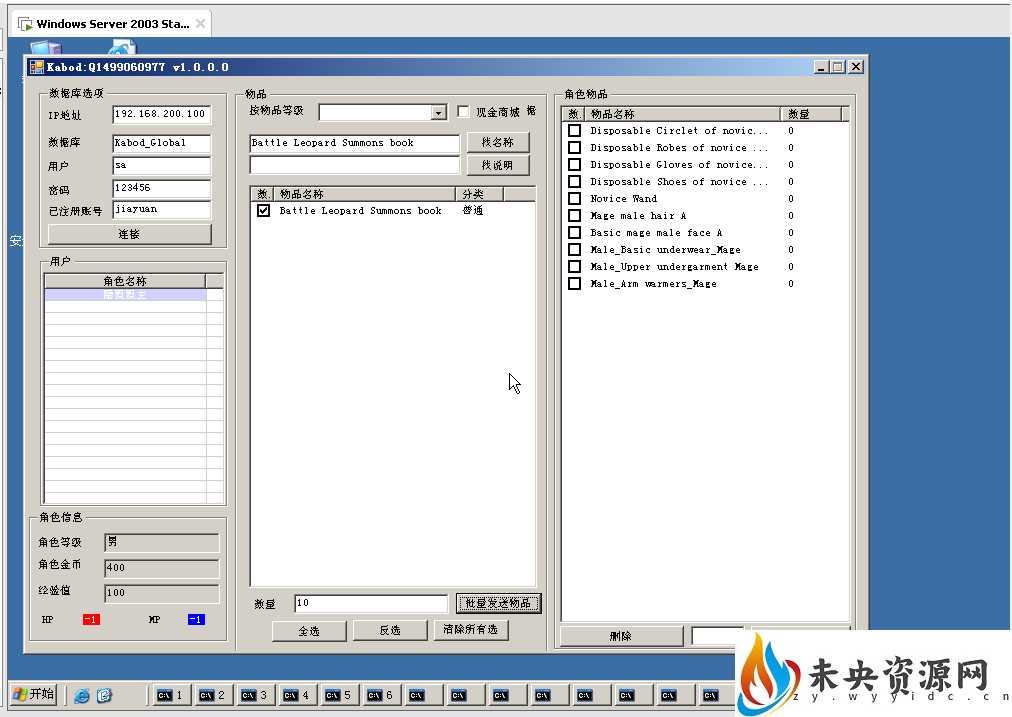 Windows Server 2003 Sta...
Kabod:Q1499060977 v1.0.0.0
数据库选项
IP地址 192.168.200.100
数据库 Kabod_Global
用户 sa
密码 123456
已注册账号 jiayuan
连接
用户
角色名称
角色信息
角色等级 男
角色金币 400
经验值 100
HP -1 MP -1
物品
按物品等级 现金商城
Battle Leopard Summons book 找名称
找说明
数. 物品名称 分类
Battle Leopard Summons book 普通
数量 10 批量发送物品
全选 反选 清除所有选
角色物品
数. 物品名称 数量
Disposable Circlet of novic... 0
Disposable Robes of novice ... 0
Disposable Gloves of novice... 0
Disposable Shoes of novice ... 0
Novice Wand 0
Mage male hair A 0
Basic mage male face A 0
Male_Basic underwear_Mage 0
Male_Upper undergarment Mage 0
Male_Arm warmers_Mage 0
删除
安
开始 1 2 3 4 5 6
未央资源网
zy.wyyidc.cn